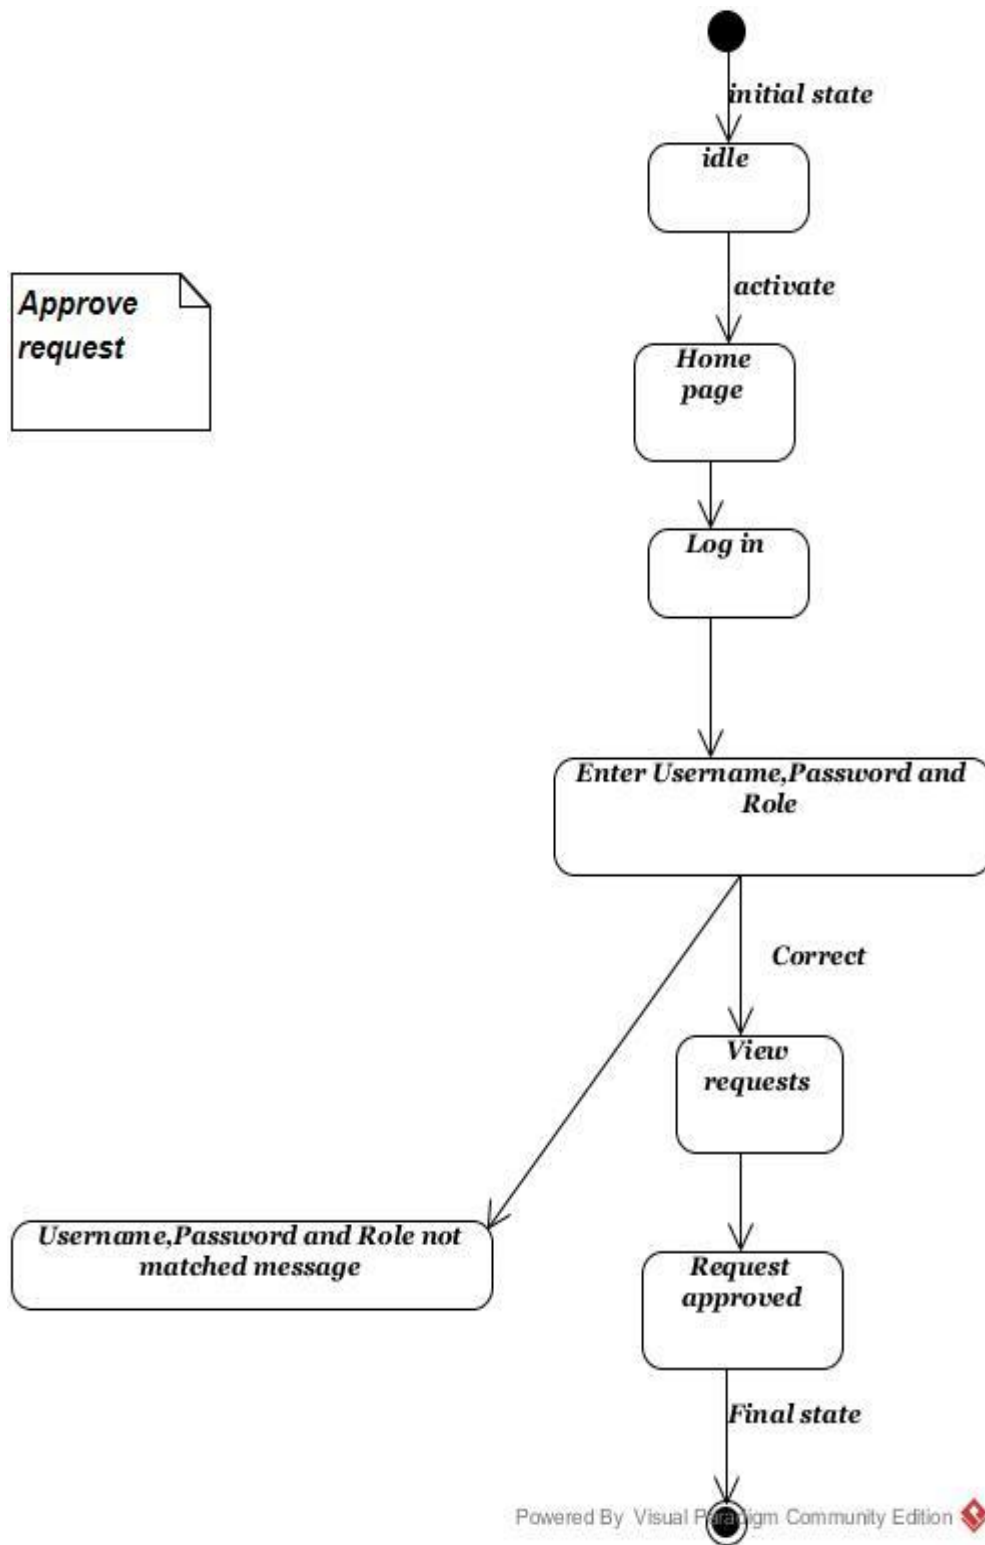 initial state
idle
activate
Approve
request
Home
page
Log in
Enter Username,Password and
Role
Correct
View
requests
Username,Password and Role not
matched message
Request
approved
Final state
Powered By Visual Paradigm Community Edition